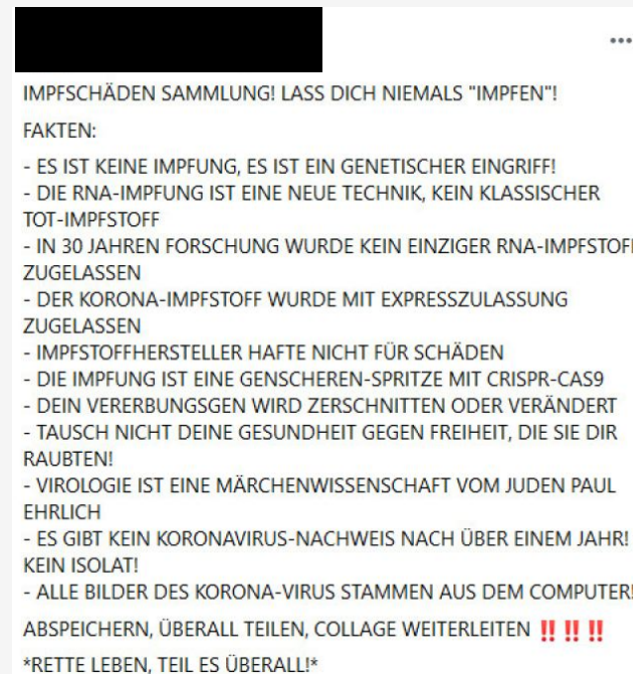 IMPFSCHÄDEN SAMMLUNG! LASS DICH NIEMALS "IMPFEN"!
FAKTEN:
- ES IST KEINE IMPFUNG, ES IST EIN GENETISCHER EINGRIFF!
- DIE RNA-IMPFUNG IST EINE NEUE TECHNIK, KEIN KLASSISCHER
TOT-IMPFSTOFF
- IN 30 JAHREN FORSCHUNG WURDE KEIN EINZIGER RNA-IMPFSTOFF
ZUGELASSEN
- DER KORONA-IMPFSTOFF WURDE MIT EXPRESSZULASSUNG
ZUGELASSEN
- IMPFSTOFFHERSTELLER HAFTE NICHT FÜR SCHÄDEN
- DIE IMPFUNG IST EINE GENSCHEREN-SPRITZE MIT CRISPR-CAS9
- DEIN VERERBUNGSGEN WIRD ZERSCHNITTEN ODER VERÄNDERT
- TAUSCH NICHT DEINE GESUNDHEIT GEGEN FREIHEIT, DIE SIE DIR
RAUBTEN!
- VIROLOGIE IST EINE MÄRCHENWISSENSCHAFT VOM JUDEN PAUL
EHRLICH
- ES GIBT KEIN KORONAVIRUS-NACHWEIS NACH ÜBER EINEM JAHR!
KEIN ISOLAT!
- ALLE BILDER DES KORONA-VIRUS STAMMEN AUS DEM COMPUTER!
ABSPEICHERN, ÜBERALL TEILEN, COLLAGE WEITERLEITEN ‼️ ‼️ ‼️
*RETTE LEBEN, TEIL ES ÜBERALL!*